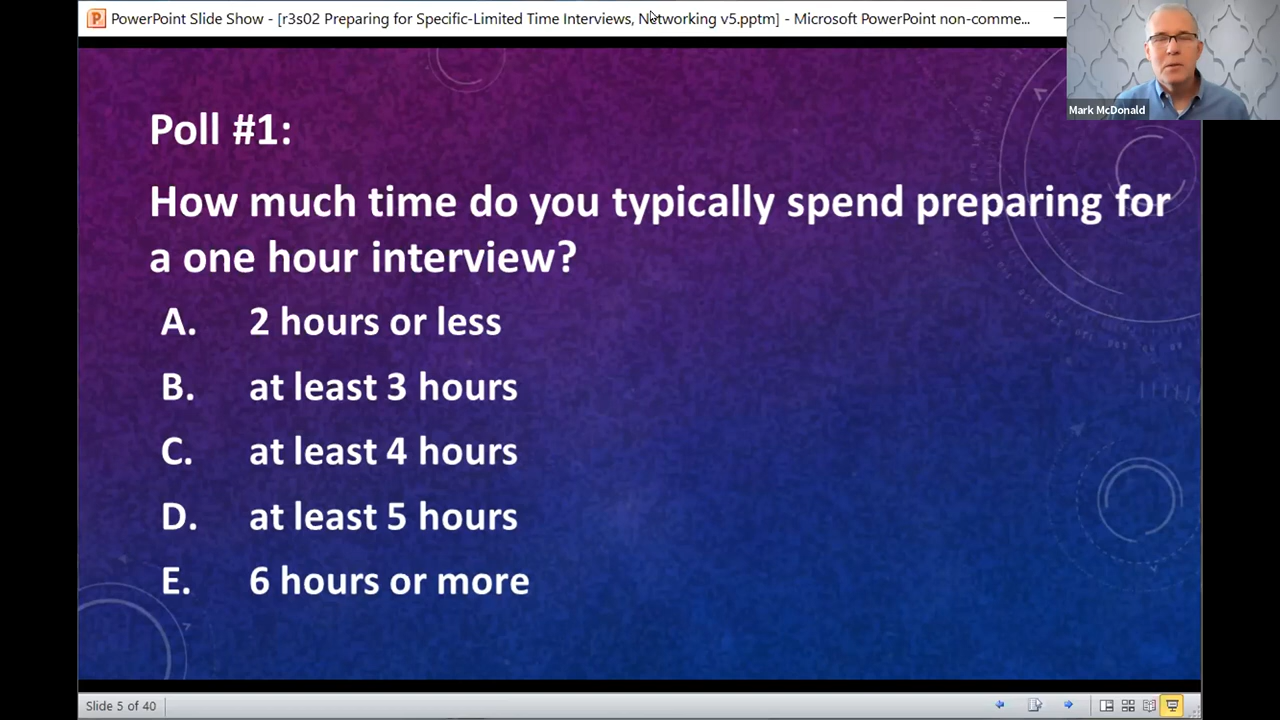 PowerPoint Slide Show - [r3s02 Preparing for Specific-Limited Time Interviews, Networking v5.pptm] - Microsoft PowerPoint non-comme...
Mark McDonald
Poll #1:
How much time do you typically spend preparing for
a one hour interview?
A. 2 hours or less
B. at least 3 hours
C. at least 4 hours
D. at least 5 hours
E. 6 hours or more
Slide 5 of 40